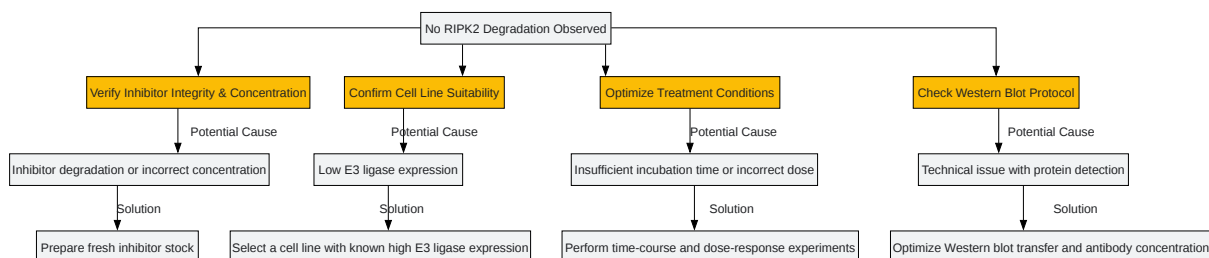 No RIPK2 Degradation Observed
Verify Inhibitor Integrity & Concentration
Confirm Cell Line Suitability
Optimize Treatment Conditions
Check Western Blot Protocol
Potential Cause
Potential Cause
Potential Cause
Potential Cause
Inhibitor degradation or incorrect concentration
Low E3 ligase expression
Insufficient incubation time or incorrect dose
Technical issue with protein detection
Solution
Solution
Solution
Solution
Prepare fresh inhibitor stock
Select a cell line with known high E3 ligase expression
Perform time-course and dose-response experiments
Optimize Western blot transfer and antibody concentration